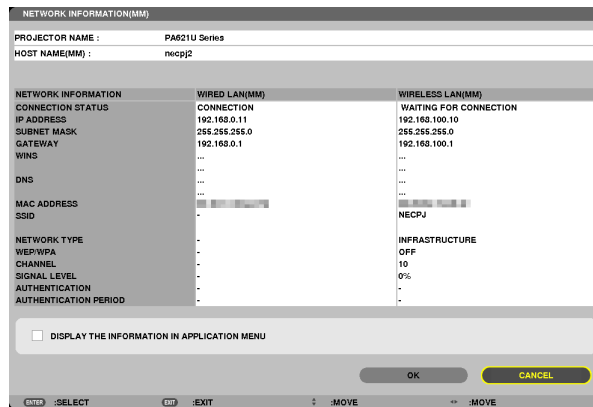 NETWORK INFORMATION(MM)
PROJECTOR NAME : PA621U Series
HOST NAME(MM) : necpj2
NETWORK INFORMATION WIRED LAN(MM) WIRELESS LAN(MM)
CONNECTION STATUS CONNECTION WAITING FOR CONNECTION
IP ADDRESS 192.168.0.11 192.168.100.10
SUBNET MASK 255.255.255.0 255.255.255.0
GATEWAY 192.168.0.1 192.168.100.1
WINS ... ...
... ...
DNS ... ...
... ...
MAC ADDRESS
SSID - NECPJ
NETWORK TYPE - INFRASTRUCTURE
WEP/WPA - OFF
CHANNEL - 10
SIGNAL LEVEL - 0%
AUTHENTICATION - -
AUTHENTICATION PERIOD - -
DISPLAY THE INFORMATION IN APPLICATION MENU
OK CANCEL
ENTER :SELECT EXIT :EXIT :MOVE :MOVE